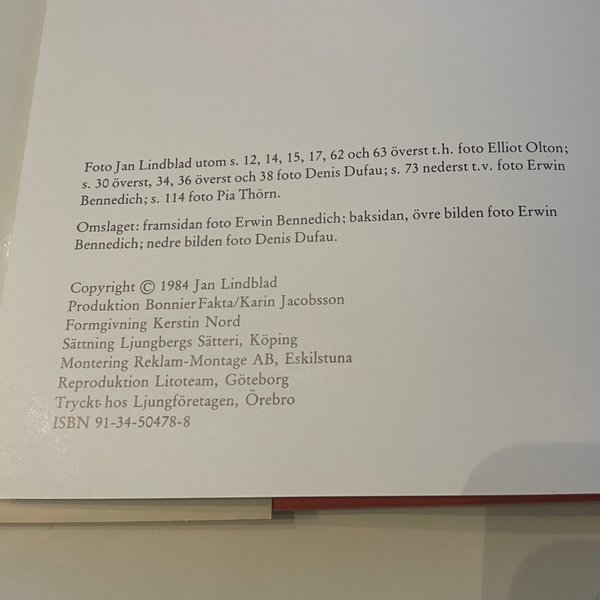 Foto Jan Lindblad utom s. 12, 14, 15, 17, 62 och 63 överst t.h. foto Elliot Olton;
s. 30 överst, 34, 36 överst och 38 foto Denis Dufau; s. 73 nederst t.v. foto Erwin
Bennedich; s. 114 foto Pia Thörn.
Omslaget: framsidan foto Erwin Bennedich; baksidan, övre bilden foto Erwin
Bennedich; nedre bilden foto Denis Dufau.
Copyright © 1984 Jan Lindblad
Produktion BonnierFakta/Karin Jacobsson
Formgivning Kerstin Nord
Sättning Ljungbergs Sätteri, Köping
Montering Reklam-Montage AB, Eskilstuna
Reproduktion Litoteam, Göteborg
Tryckt hos Ljungföretagen, Örebro
ISBN 91-34-50478-8